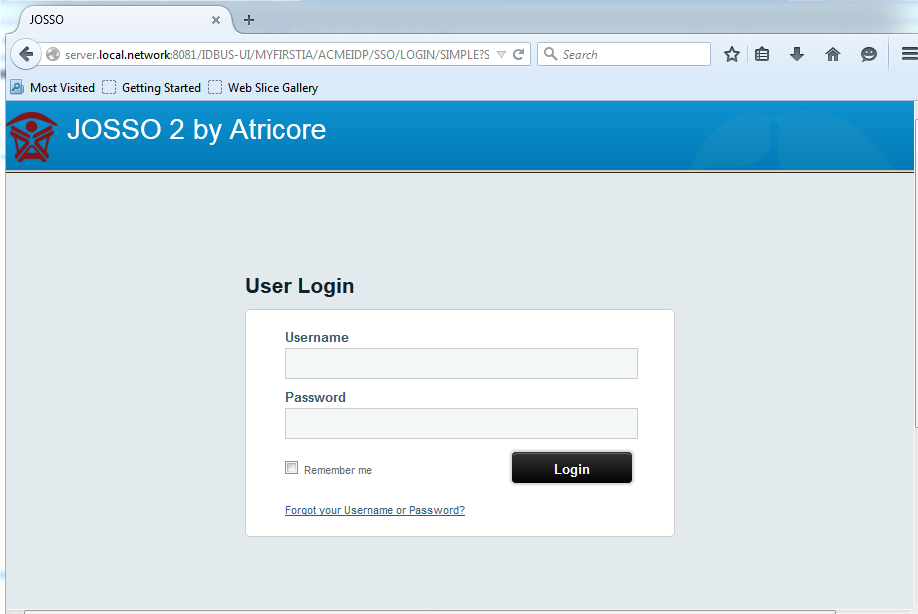 JOSSO
server.local.network:8081/IDBUS-UI/MYFIRSTIA/ACMEIDP/SSO/LOGIN/SIMPLE?S
Search
Most Visited Getting Started Web Slice Gallery
JOSSO 2 by Atricore
User Login
Username
Password
Remember me
Login
Forgot your Username or Password?